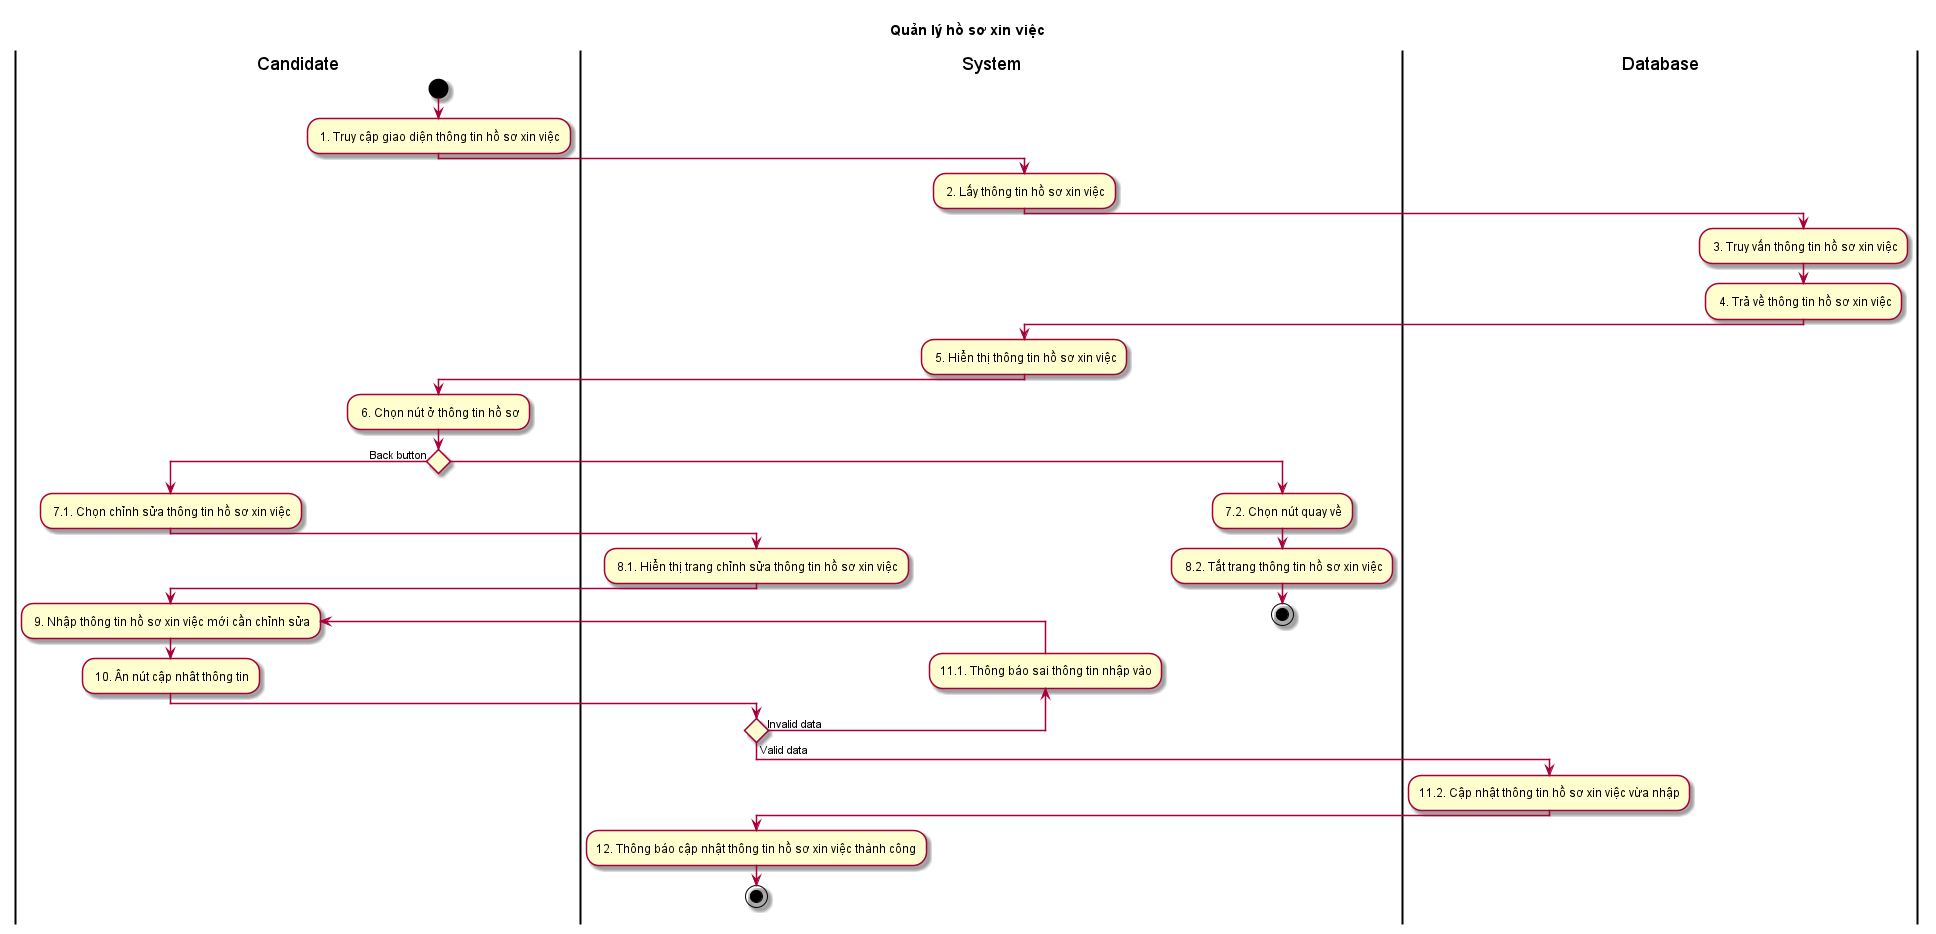 Quản lý hồ sơ xin việc
Candidate
System
Database
1. Truy cập giao diện thông tin hồ sơ xin việc
2. Lấy thông tin hồ sơ xin việc
3. Truy vấn thông tin hồ sơ xin việc
4. Trả về thông tin hồ sơ xin việc
5. Hiển thị thông tin hồ sơ xin việc
6. Chọn nút ở thông tin hồ sơ
Back button
7.1. Chọn chỉnh sửa thông tin hồ sơ xin việc
7.2. Chọn nút quay về
8.1. Hiển thị trang chỉnh sửa thông tin hồ sơ xin việc
8.2. Tắt trang thông tin hồ sơ xin việc
9. Nhập thông tin hồ sơ xin việc mới cần chỉnh sửa
10. Ấn nút cập nhât thông tin
11.1. Thông báo sai thông tin nhập vào
Invalid data
Valid data
11.2. Cập nhật thông tin hồ sơ xin việc vừa nhập
12. Thông báo cập nhật thông tin hồ sơ xin việc thành công